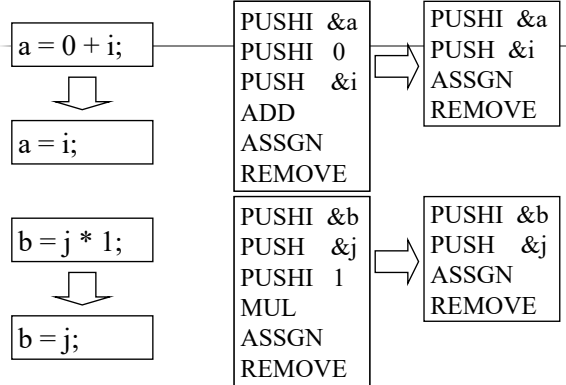 a = 0 + i;
a = i;
PUSHI &a
PUSHI 0
PUSH &i
ADD
ASSGN
REMOVE
PUSHI &a
PUSH &i
ASSGN
REMOVE
b = j * 1;
b = j;
PUSHI &b
PUSH &j
PUSHI 1
MUL
ASSGN
REMOVE
PUSHI &b
PUSH &j
ASSGN
REMOVE